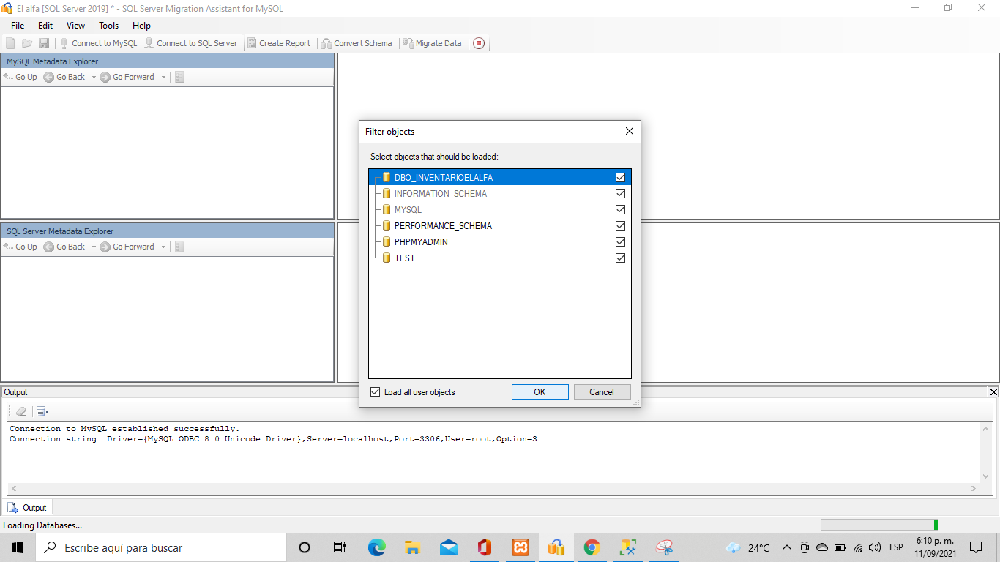 El alfa [SQL Server 2019] * - SQL Server Migration Assistant for MySQL
File Edit View Tools Help
Connect to MySQL Connect to SQL Server Create Report Convert Schema Migrate Data
MySQL Metadata Explorer
Go Up Go Back Go Forward
Filter objects
Select objects that should be loaded:
DBO_INVENTARIOELALFA
INFORMATION_SCHEMA
MYSQL
PERFORMANCE_SCHEMA
PHPMYADMIN
TEST
Load all user objects OK Cancel
SQL Server Metadata Explorer
Go Up Go Back Go Forward
Output
Connection to MySQL established successfully.
Connection string: Driver={MySQL ODBC 8.0 Unicode Driver};Server=localhost;Port=3306;User=root;Option=3
Output
Loading Databases...
Escribe aquí para buscar
24°C
ESP
6:10 p. m.
11/09/2021